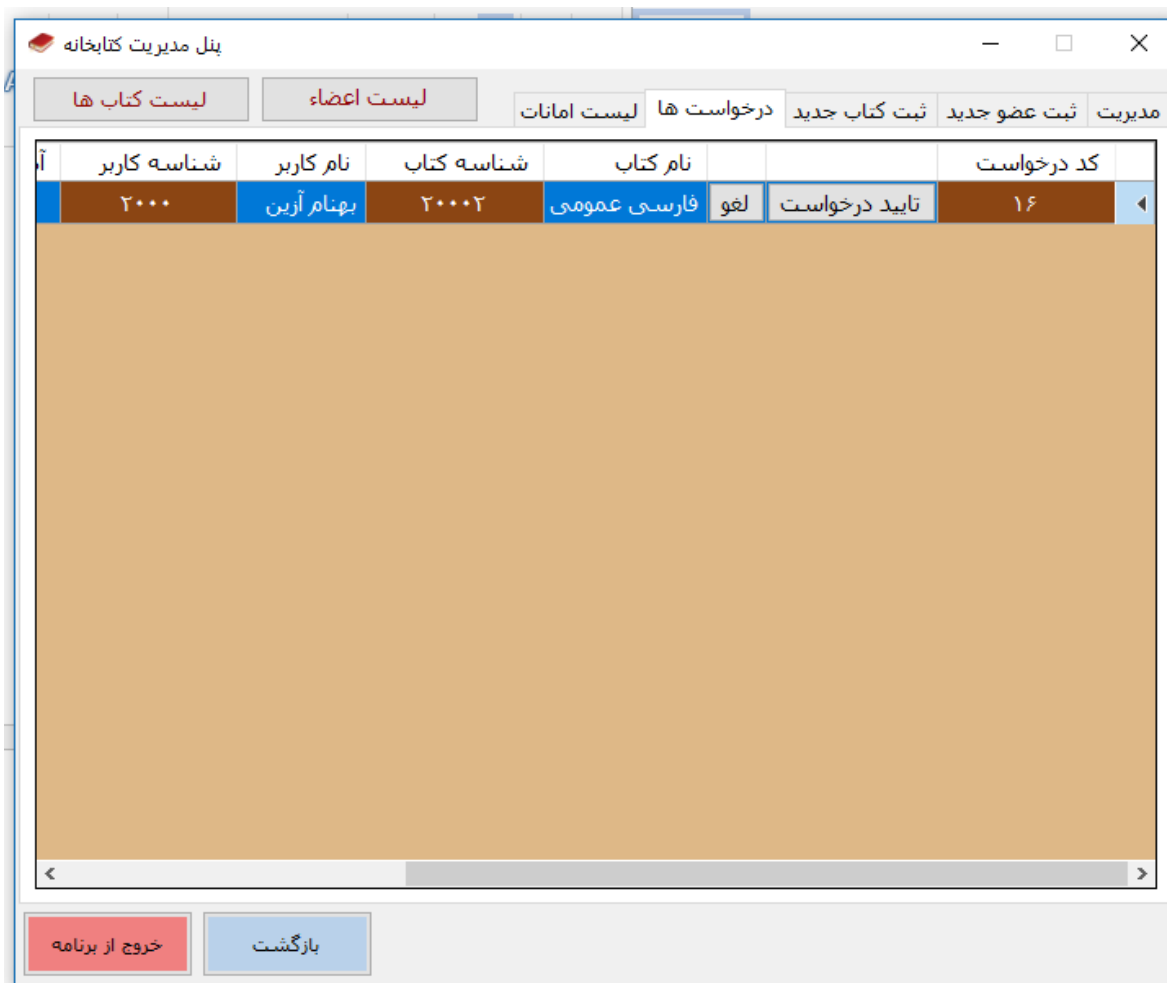 پنل مدیریت کتابخانه
مدیریت ثبت عضو جدید ثبت کتاب جدید درخواست ها لیست امانات لیست اعضاء لیست کتاب ها
کد درخواست نام کتاب شناسه کتاب نام کاربر شناسه کاربر
۱۶ تایید درخواست لغو فارسی عمومی ۲۰۰۰۲ بهنام آزین ۲۰۰۰
بازگشت خروج از برنامه